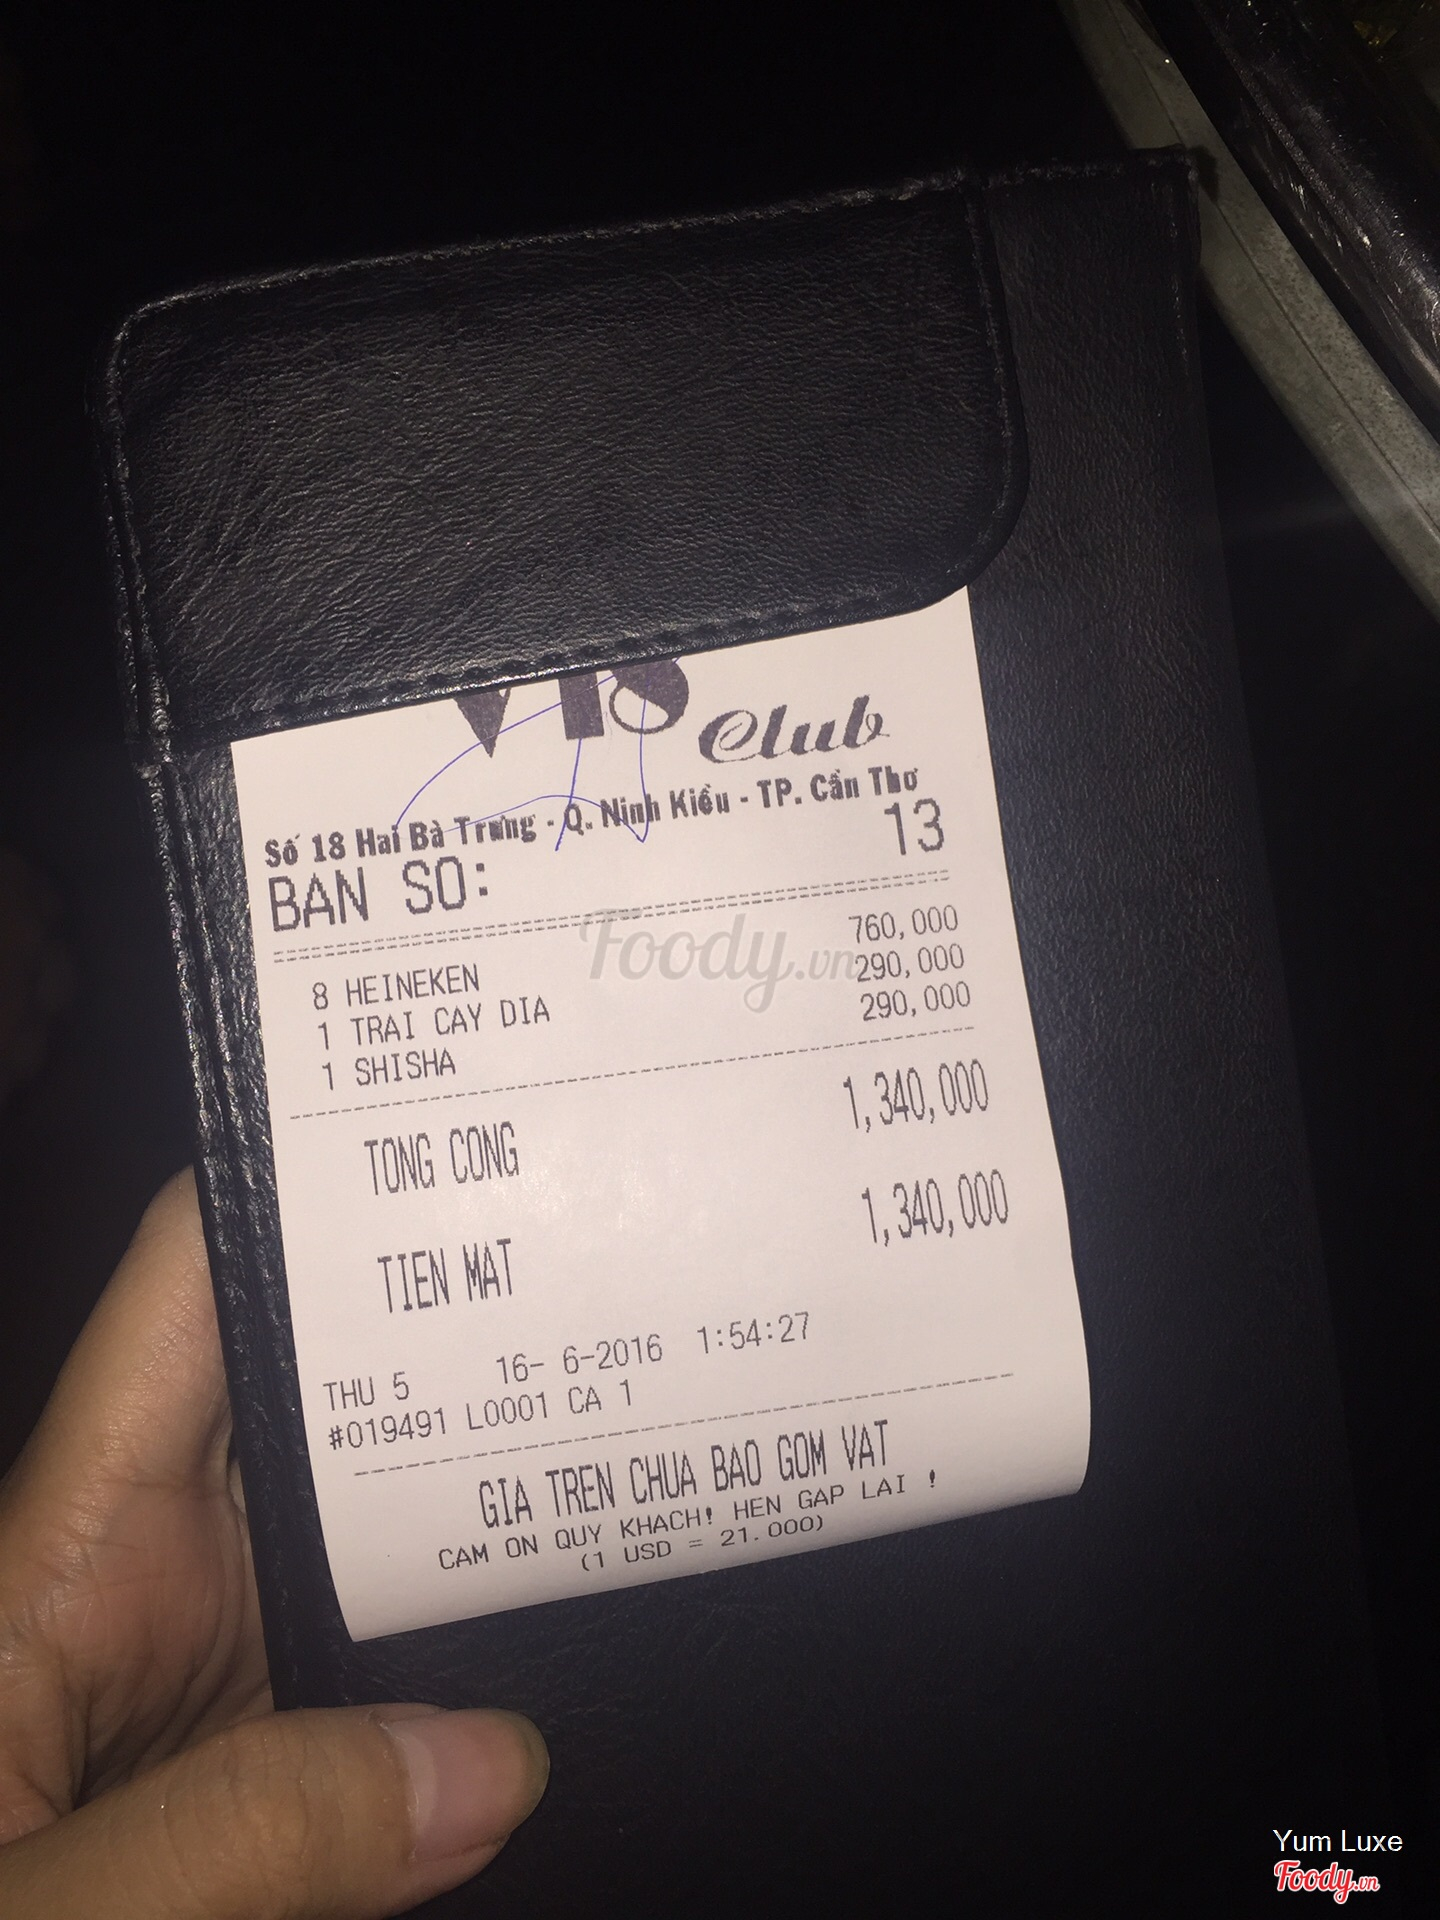 Club
Số 18 Hai Bà Trưng - Q. Ninh Kiều - TP. Cần Thơ
BAN SO: 13
8 HEINEKEN 760,000
1 TRAI CAY DIA 290,000
1 SHISHA 290,000
TONG CONG 1,340,000
TIEN MAT 1,340,000
THU 5 16- 6-2016 1:54:27
#019491 L0001 CA 1
GIA TREN CHUA BAO GOM VAT
CAM ON QUY KHACH! HEN GAP LAI !
(1 USD = 21.000)
Foody.vn
Yum Luxe
Foody.vn